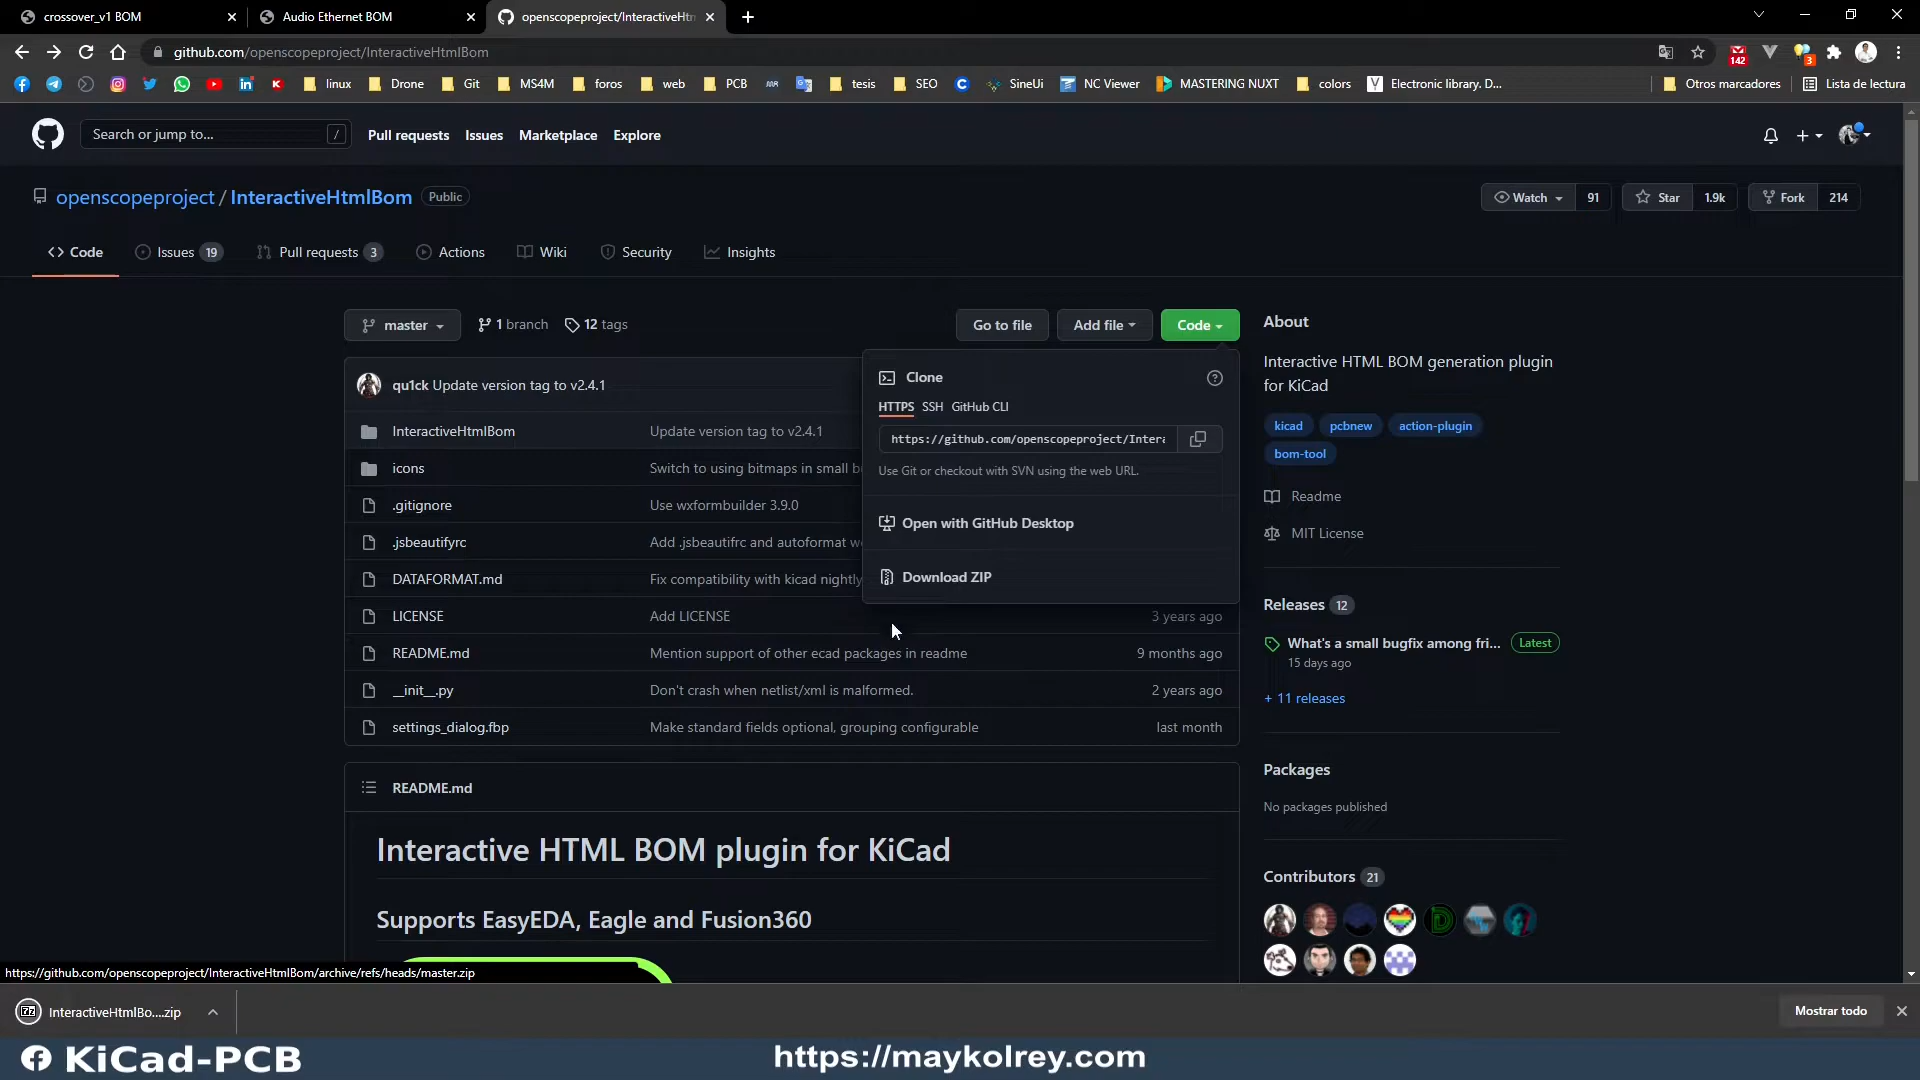 crossover_v1 BOM
Audio Ethernet BOM
openscopeproject/InteractiveHtm
github.com/openscopeproject/InteractiveHtmlBom
142
3
linux
Drone
Git
MS4M
foros
web
PCB
tesis
SEO
SineUi
NC Viewer
MASTERING NUXT
colors
Electronic library. D...
Otros marcadores
Lista de lectura
Search or jump to...
/
Pull requests
Issues
Marketplace
Explore
openscopeproject / InteractiveHtmlBom
Public
Watch
91
Star
1.9k
Fork
214
Code
Issues 19
Pull requests 3
Actions
Wiki
Security
Insights
master
1 branch
12 tags
Go to file
Add file
Code
About
Interactive HTML BOM generation plugin
for KiCad
kicad
pcbnew
action-plugin
bom-tool
Readme
MIT License
Releases 12
What's a small bugfix among fri...
Latest
15 days ago
+ 11 releases
Packages
No packages published
Contributors 21
Clone
HTTPS
SSH
GitHub CLI
https://github.com/openscopeproject/Intera
Use Git or checkout with SVN using the web URL.
Open with GitHub Desktop
Download ZIP
qu1ck Update version tag to v2.4.1
InteractiveHtmlBom
Update version tag to v2.4.1
icons
Switch to using bitmaps in small b
.gitignore
Use wxformbuilder 3.9.0
.jsbeautifyrc
Add .jsbeautifrc and autoformat w
DATAFORMAT.md
Fix compatibility with kicad nightly
LICENSE
Add LICENSE
3 years ago
README.md
Mention support of other ecad packages in readme
9 months ago
__init__.py
Don't crash when netlist/xml is malformed.
2 years ago
settings_dialog.fbp
Make standard fields optional, grouping configurable
last month
README.md
Interactive HTML BOM plugin for KiCad
Supports EasyEDA, Eagle and Fusion360
https://github.com/openscopeproject/InteractiveHtmlBom/archive/refs/heads/master.zip
InteractiveHtmlBo....zip
Mostrar todo
KiCad-PCB
https://maykolrey.com